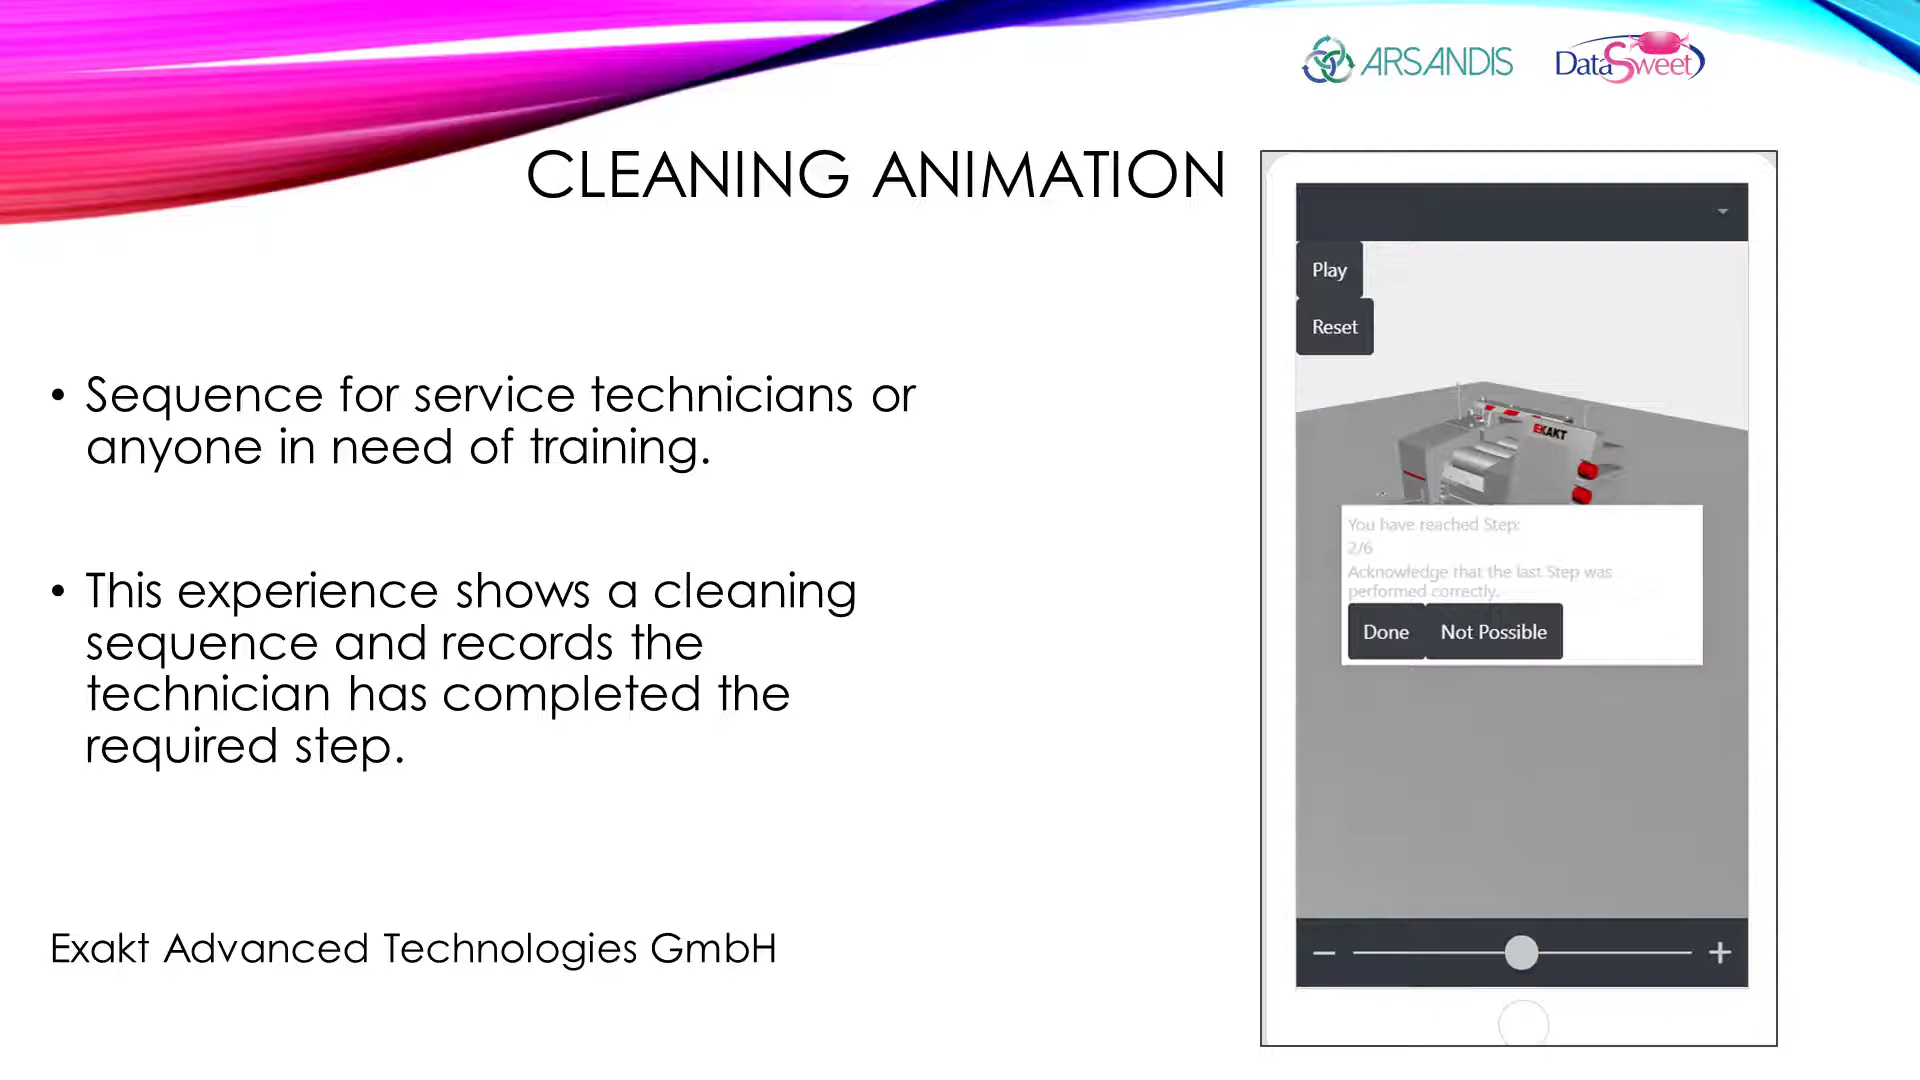 ARSANDIS
DataSweet
CLEANING ANIMATION
• Sequence for service technicians or
anyone in need of training.
• This experience shows a cleaning
sequence and records the
technician has completed the
required step.
Exakt Advanced Technologies GmbH
Play
Reset
EXAKT
You have reached Step:
2/6
Acknowledge that the last Step was
performed correctly.
Done Not Possible